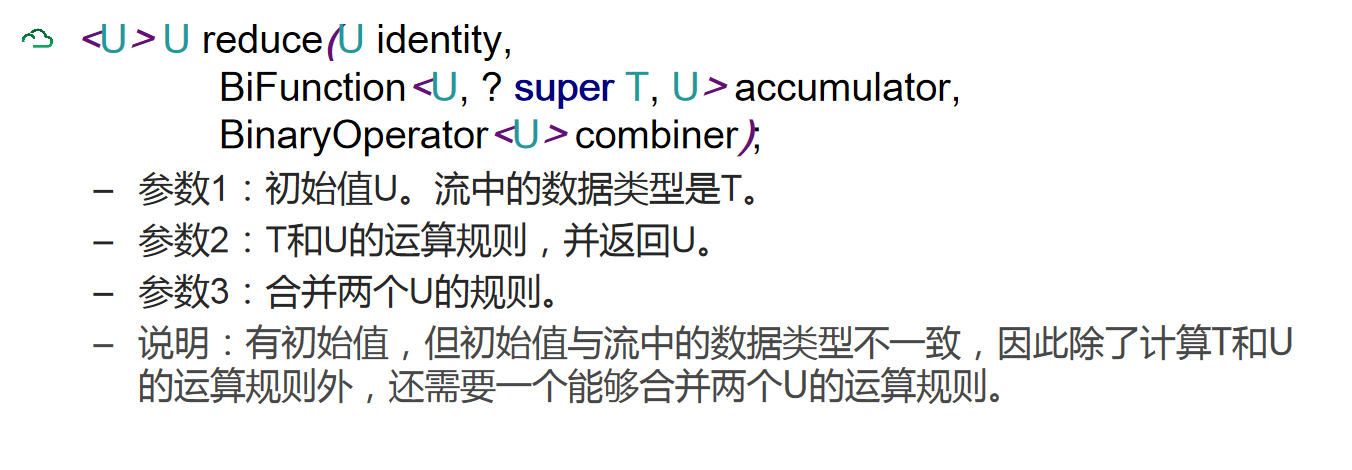 <U> U reduce(U identity,
BiFunction<U, ? super T, U> accumulator,
BinaryOperator<U> combiner);
– 参数1：初始值U。流中的数据类型是T。
– 参数2：T和U的运算规则，并返回U。
– 参数3：合并两个U的规则。
– 说明：有初始值，但初始值与流中的数据类型不一致，因此除了计算T和U
的运算规则外，还需要一个能够合并两个U的运算规则。